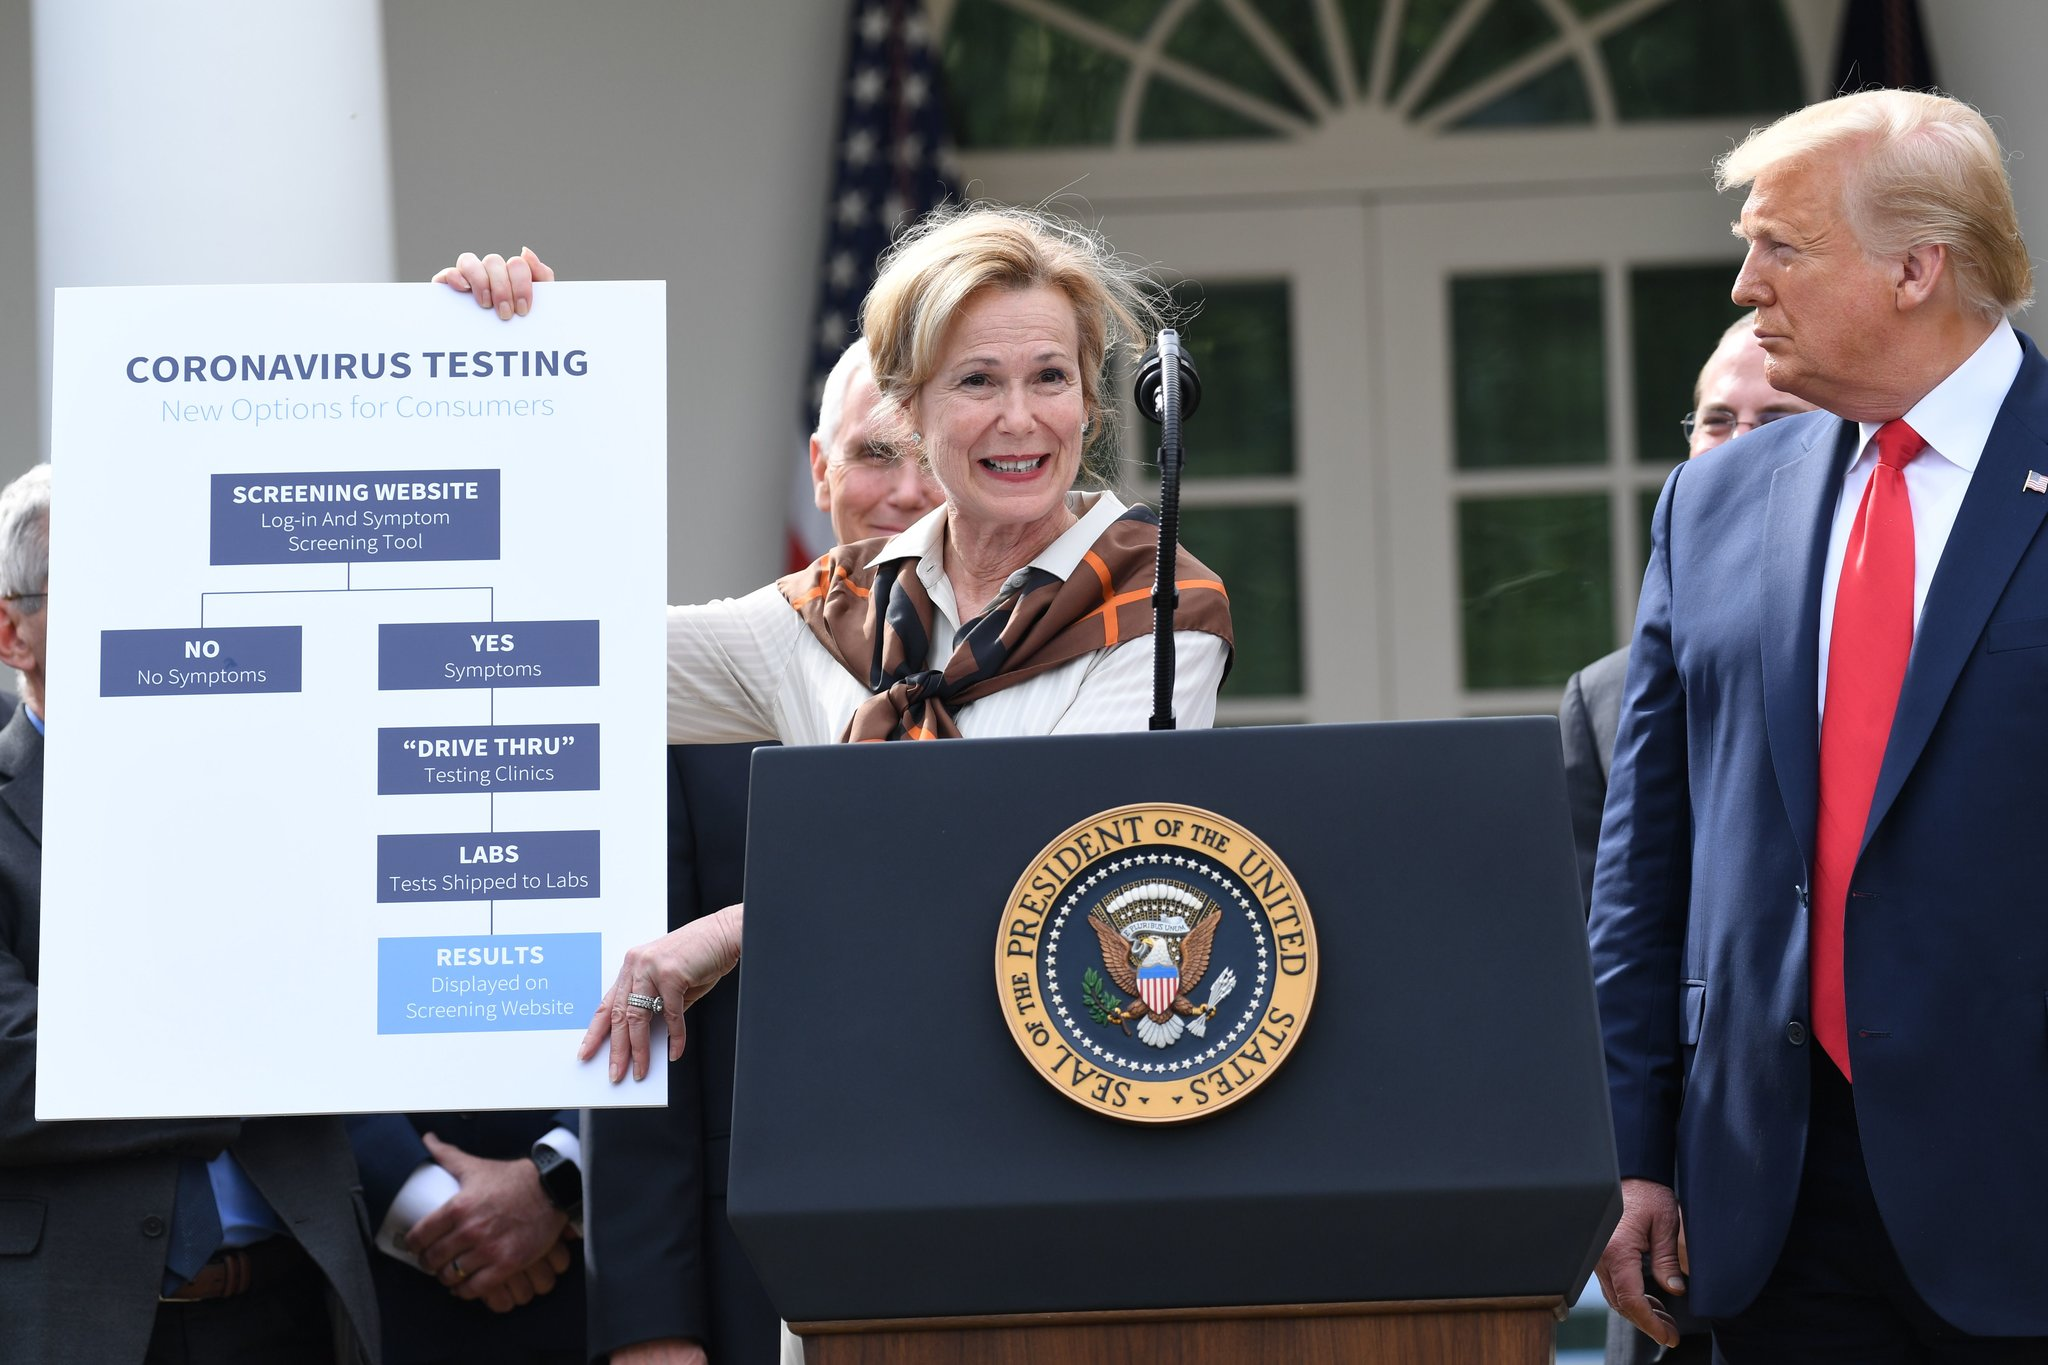 CORONAVIRUS TESTING
New Options for Consumers
SCREENING WEBSITE
Log-in And Symptom
Screening Tool
NO
No Symptoms
YES
Symptoms
“DRIVE THRU”
Testing Clinics
LABS
Tests Shipped to Labs
RESULTS
Displayed on
Screening Website
SEAL OF THE PRESIDENT OF THE UNITED STATES
E PLURIBUS UNUM